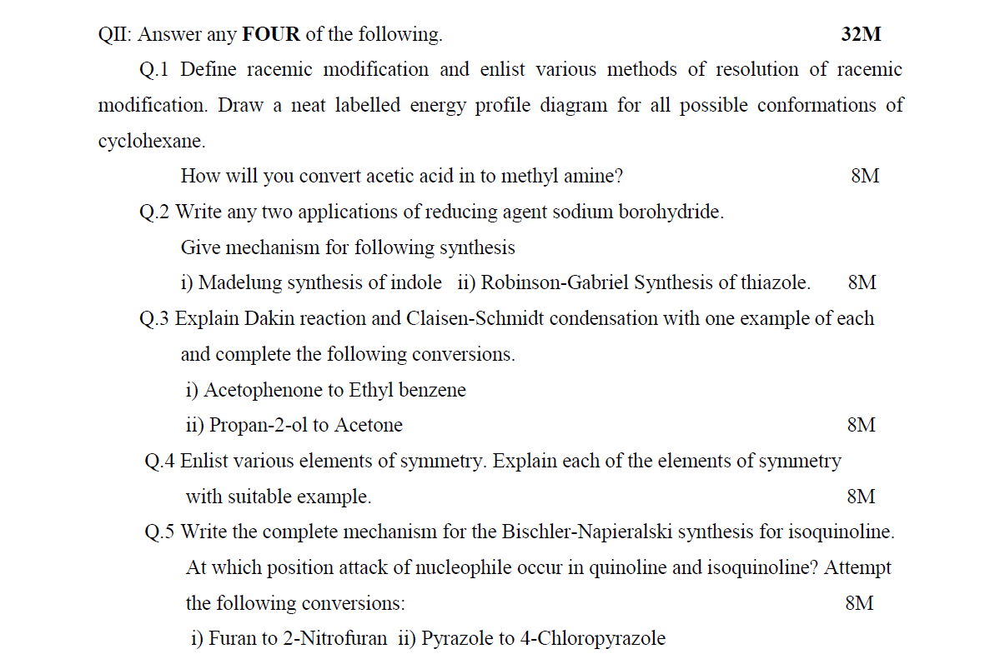 QII: Answer any FOUR of the following. 32M
Q.1 Define racemic modification and enlist various methods of resolution of racemic
modification. Draw a neat labelled energy profile diagram for all possible conformations of
cyclohexane.
How will you convert acetic acid in to methyl amine? 8M
Q.2 Write any two applications of reducing agent sodium borohydride.
Give mechanism for following synthesis
i) Madelung synthesis of indole ii) Robinson-Gabriel Synthesis of thiazole. 8M
Q.3 Explain Dakin reaction and Claisen-Schmidt condensation with one example of each
and complete the following conversions.
i) Acetophenone to Ethyl benzene
ii) Propan-2-ol to Acetone 8M
Q.4 Enlist various elements of symmetry. Explain each of the elements of symmetry
with suitable example. 8M
Q.5 Write the complete mechanism for the Bischler-Napieralski synthesis for isoquinoline.
At which position attack of nucleophile occur in quinoline and isoquinoline? Attempt
the following conversions: 8M
i) Furan to 2-Nitrofuran ii) Pyrazole to 4-Chloropyrazole